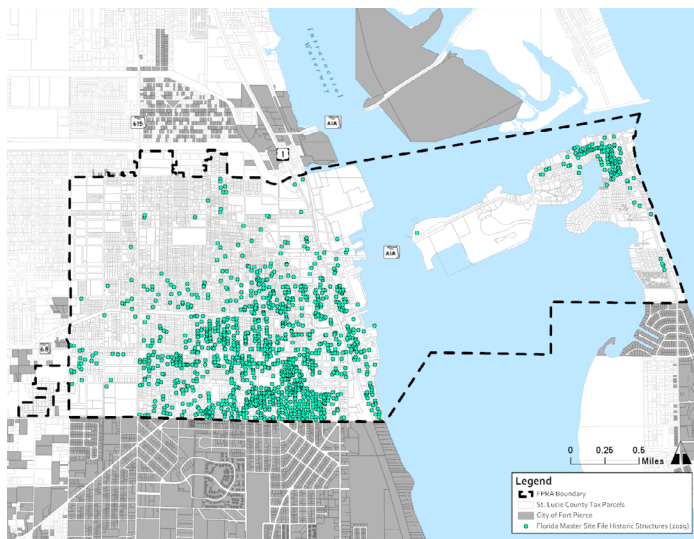 Intracoastal
Waterway
615
A1A
1
A1A
68
0 0.25 0.5
Miles
Legend
FPRA Boundary
St. Lucie County Tax Parcels
City of Fort Pierce
Florida Master Site File Historic Structures (2019)